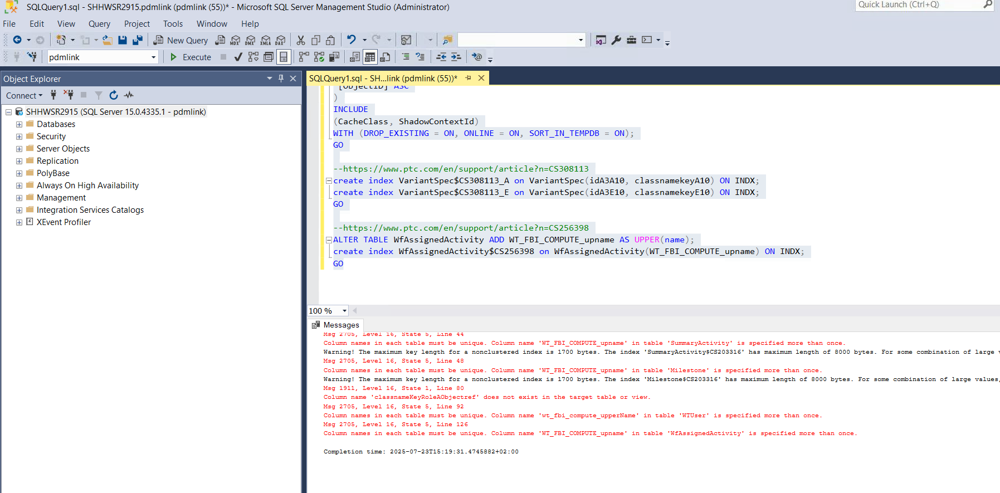 SQLQuery1.sql - SHHWSR2915.pdmlink (pdmlink (55))* - Microsoft SQL Server Management Studio (Administrator)
Quick Launch (Ctrl+Q)
File Edit View Query Project Tools Window Help
New Query MDX DMX XMLA DAX
pdmlink Execute
Object Explorer
SQLQuery1.sql - SH...link (pdmlink (55))*
Connect
SHHWSR2915 (SQL Server 15.0.4335.1 - pdmlink)
Databases
Security
Server Objects
Replication
PolyBase
Always On High Availability
Management
Integration Services Catalogs
XEvent Profiler
[ObjectID] ASC
)
INCLUDE
(CacheClass, ShadowContextId)
WITH (DROP_EXISTING = ON, ONLINE = ON, SORT_IN_TEMPDB = ON);
GO
--https://www.ptc.com/en/support/article?n=CS308113
create index VariantSpec$CS308113_A on VariantSpec(idA3A10, classnamekeyA10) ON INDX;
create index VariantSpec$CS308113_E on VariantSpec(idA3E10, classnamekeyE10) ON INDX;
GO
--https://www.ptc.com/en/support/article?n=CS256398
ALTER TABLE WfAssignedActivity ADD WT_FBI_COMPUTE_upname AS UPPER(name);
create index WfAssignedActivity$CS256398 on WfAssignedActivity(WT_FBI_COMPUTE_upname) ON INDX;
GO
100 %
Messages
Msg 2705, Level 16, State 5, Line 44
Column names in each table must be unique. Column name 'WT_FBI_COMPUTE_upname' in table 'SummaryActivity' is specified more than once.
Warning! The maximum key length for a nonclustered index is 1700 bytes. The index 'SummaryActivity$CS203316' has maximum length of 8000 bytes. For some combination of large v
Msg 2705, Level 16, State 5, Line 48
Column names in each table must be unique. Column name 'WT_FBI_COMPUTE_upname' in table 'Milestone' is specified more than once.
Warning! The maximum key length for a nonclustered index is 1700 bytes. The index 'Milestone$CS203316' has maximum length of 8000 bytes. For some combination of large values,
Msg 1911, Level 16, State 1, Line 80
Column name 'classnameKeyRoleAObjectref' does not exist in the target table or view.
Msg 2705, Level 16, State 5, Line 92
Column names in each table must be unique. Column name 'wt_fbi_compute_upperName' in table 'WTUser' is specified more than once.
Msg 2705, Level 16, State 5, Line 126
Column names in each table must be unique. Column name 'WT_FBI_COMPUTE_upname' in table 'WfAssignedActivity' is specified more than once.
Completion time: 2025-07-23T15:19:31.4745882+02:00